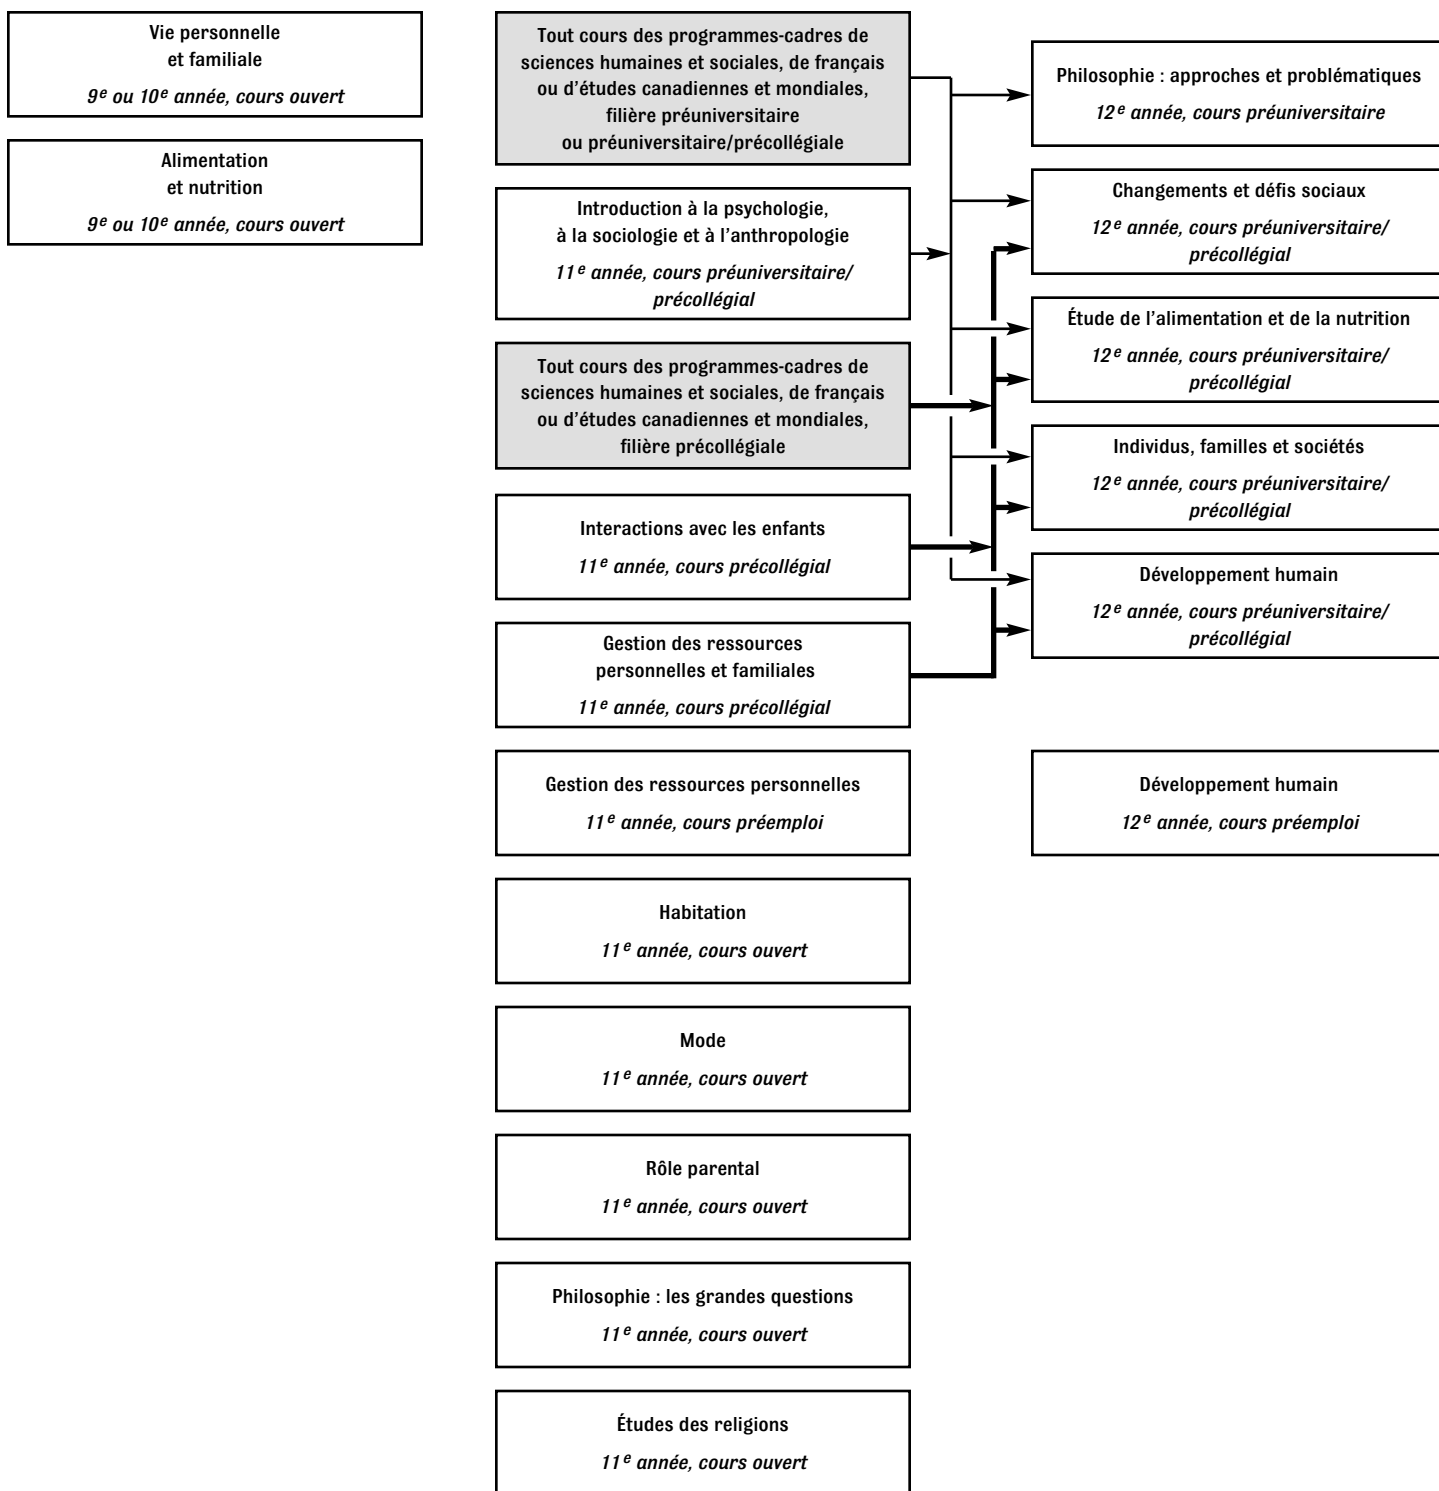 Vie personnelle
et familiale
9e ou 10e année, cours ouvert
Alimentation
et nutrition
9e ou 10e année, cours ouvert
Tout cours des programmes-cadres de
sciences humaines et sociales, de français
ou d'études canadiennes et mondiales,
filière préuniversitaire
ou préuniversitaire/précollégiale
Introduction à la psychologie,
à la sociologie et à l'anthropologie
11e année, cours préuniversitaire/
précollégial
Tout cours des programmes-cadres de
sciences humaines et sociales, de français
ou d'études canadiennes et mondiales,
filière précollégiale
Interactions avec les enfants
11e année, cours précollégial
Gestion des ressources
personnelles et familiales
11e année, cours précollégial
Gestion des ressources personnelles
11e année, cours préemploi
Habitation
11e année, cours ouvert
Mode
11e année, cours ouvert
Rôle parental
11e année, cours ouvert
Philosophie : les grandes questions
11e année, cours ouvert
Études des religions
11e année, cours ouvert
Philosophie : approches et problématiques
12e année, cours préuniversitaire
Changements et défis sociaux
12e année, cours préuniversitaire/
précollégial
Étude de l'alimentation et de la nutrition
12e année, cours préuniversitaire/
précollégial
Individus, familles et sociétés
12e année, cours préuniversitaire/
précollégial
Développement humain
12e année, cours préuniversitaire/
précollégial
Développement humain
12e année, cours préemploi